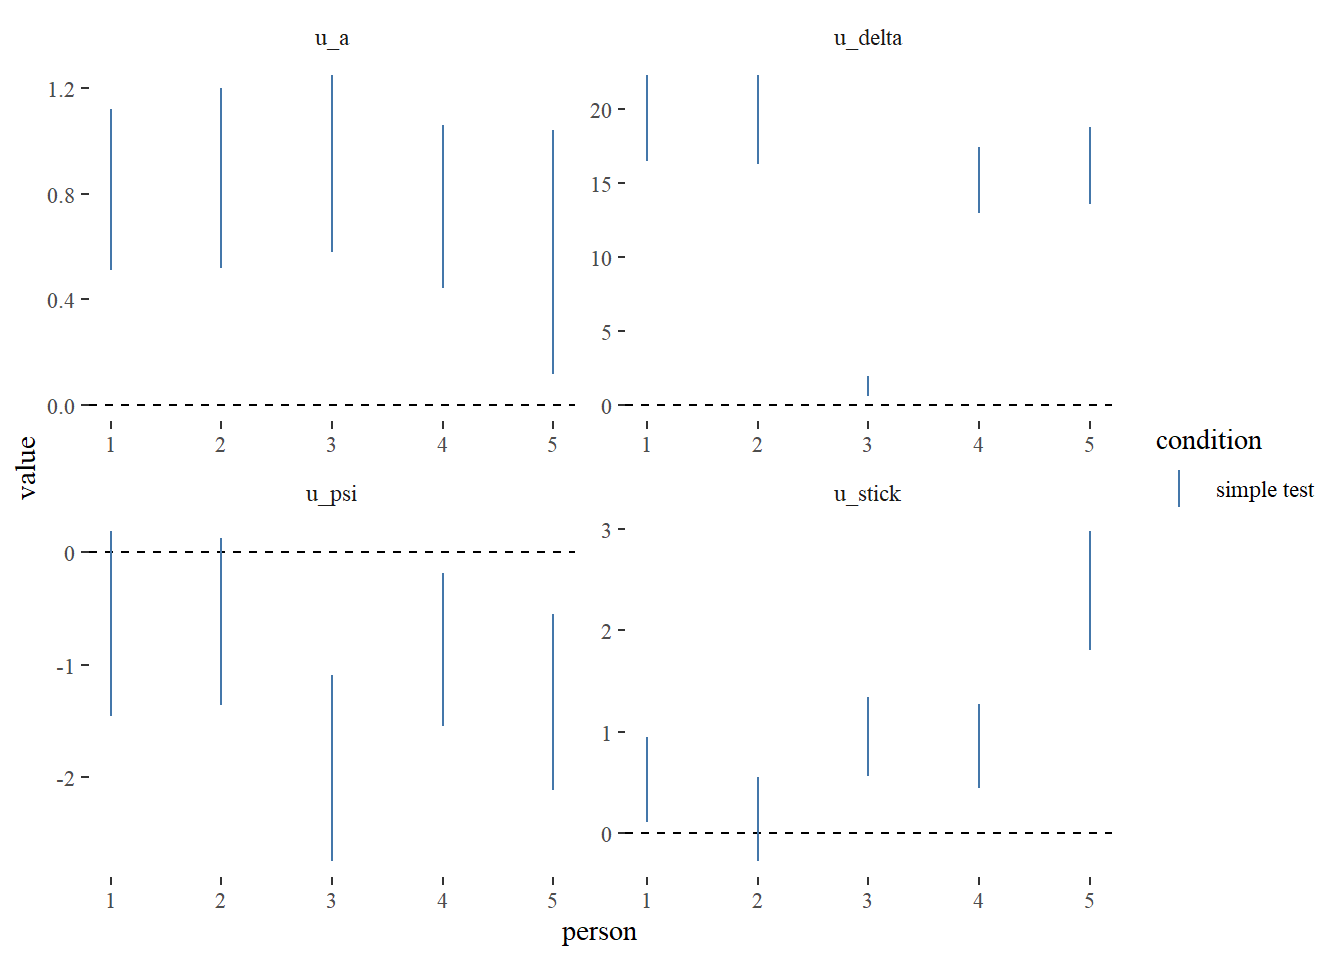 u_a
u_delta
1.2
0.8
0.4
0.0
20
15
10
5
0
1 2 3 4 5
1 2 3 4 5
value
condition
simple test
u_psi
u_stick
0
-1
-2
3
2
1
0
1 2 3 4 5
1 2 3 4 5
person